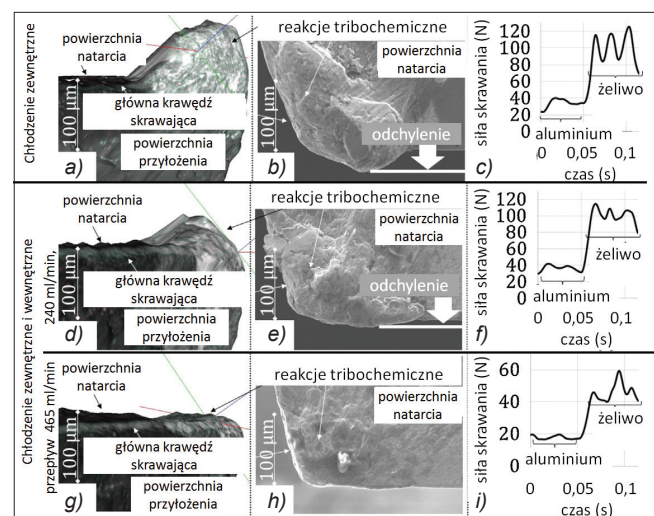 Chłodzenie zewnętrzne
powierzchnia
natarcia
główna krawędź
skrawająca
powierzchnia
przyłożenia
100 µm
a)
reakcje tribochemiczne
powierzchnia
natarcia
odchylenie
100 µm
b)
siła skrawania (N)
120
100
80
60
40
20
0
żeliwo
aluminium
0 0,05 0,1
czas (s)
c)
Chłodzenie zewnętrzne i wewnętrzne
240 ml/min,
powierzchnia
natarcia
główna krawędź
skrawająca
powierzchnia
przyłożenia
100 µm
d)
reakcje tribochemiczne
powierzchnia
natarcia
odchylenie
100 µm
e)
siła skrawania (N)
120
100
80
60
40
20
0
żeliwo
aluminium
0 0,05 0,1
czas (s)
f)
przepływ 465 ml/min
powierzchnia
natarcia
główna krawędź
skrawająca
powierzchnia
przyłożenia
100 µm
g)
reakcje tribochemiczne
powierzchnia
natarcia
100 µm
h)
siła skrawania (N)
60
40
20
0
żeliwo
aluminium
0 0,05 0,1
czas (s)
i)